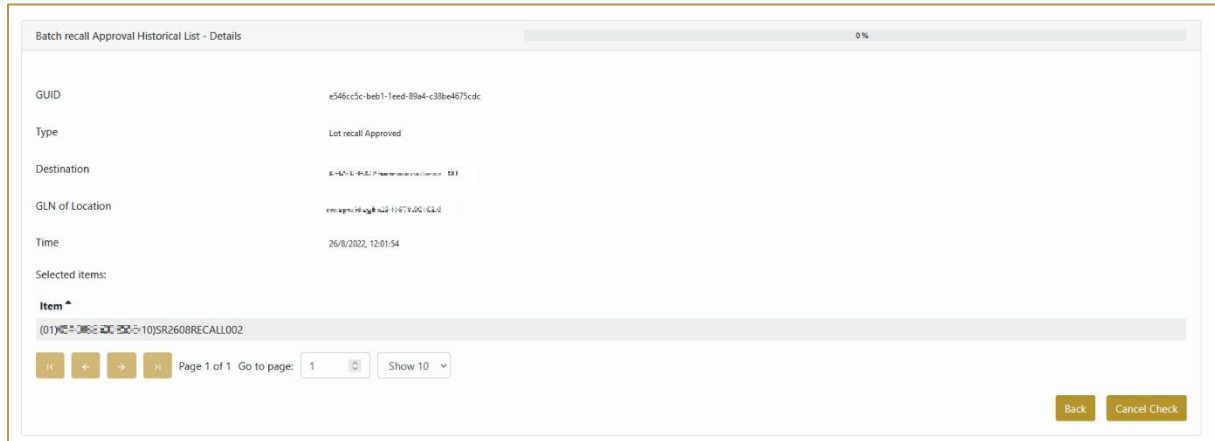 Batch recall Approval Historical List - Details
0 %
GUID e546cc5c-beb1-1eed-89a4-c38be4675cdc
Type Lot recall Approved
Destination
GLN of Location
Time 26/8/2022, 12:01:54
Selected items:
Item
(01) 10)SR2608RECALL002
Page 1 of 1 Go to page: 1 Show 10
Back Cancel Check